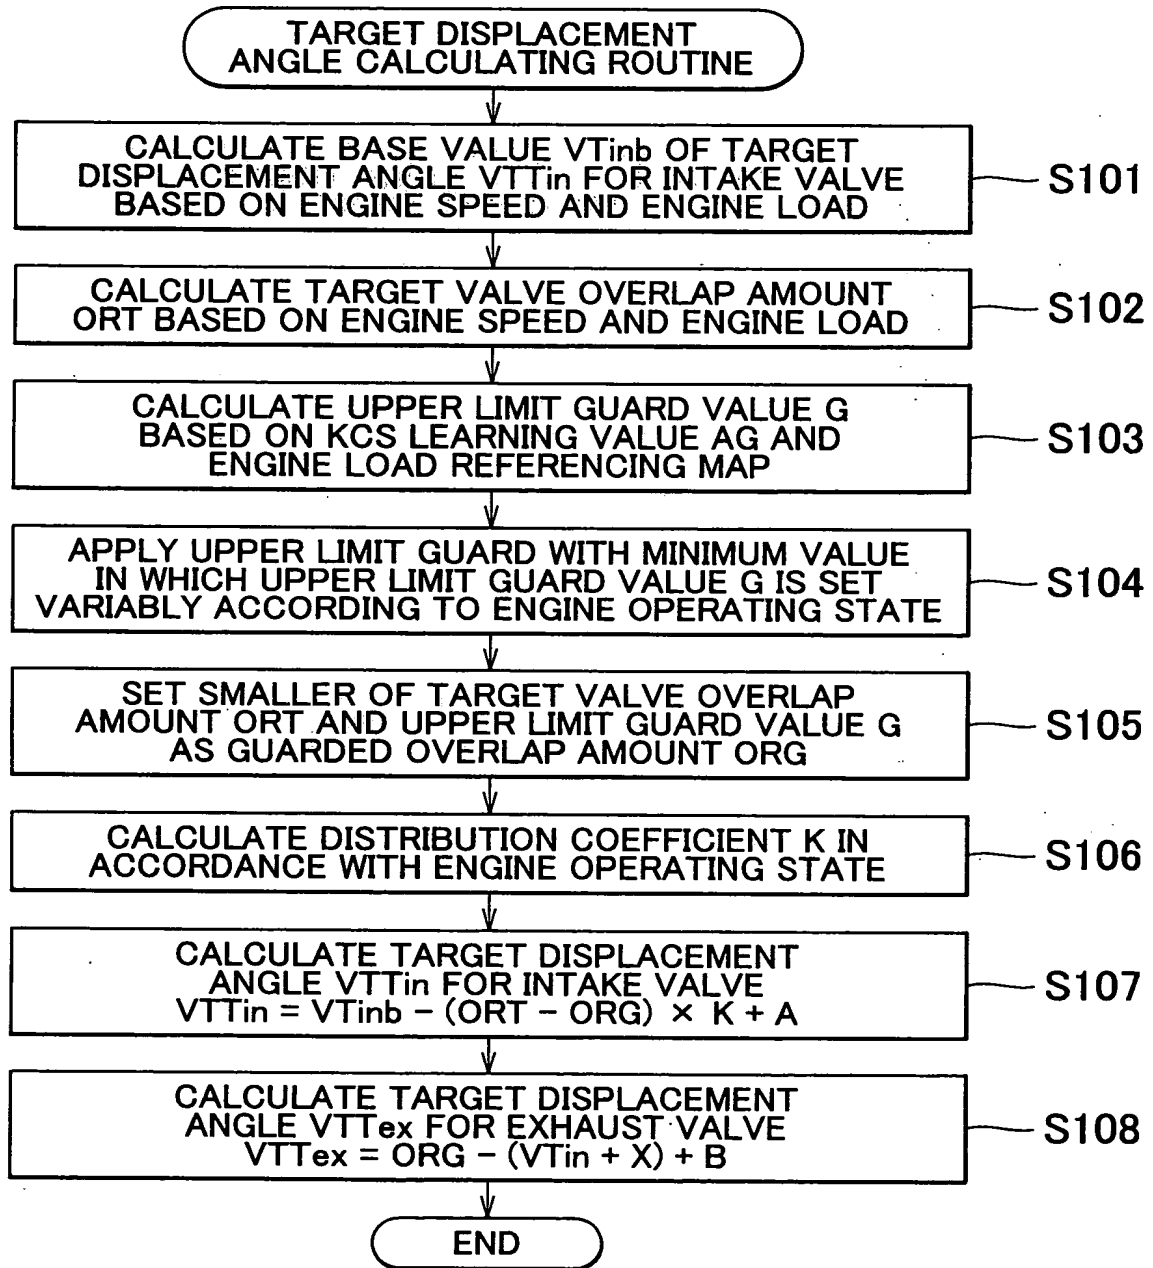 TARGET DISPLACEMENT
ANGLE CALCULATING ROUTINE
CALCULATE BASE VALUE VTinb OF TARGET
DISPLACEMENT ANGLE VTTin FOR INTAKE VALVE
BASED ON ENGINE SPEED AND ENGINE LOAD
S101
CALCULATE TARGET VALVE OVERLAP AMOUNT
ORT BASED ON ENGINE SPEED AND ENGINE LOAD
S102
CALCULATE UPPER LIMIT GUARD VALUE G
BASED ON KCS LEARNING VALUE AG AND
ENGINE LOAD REFERENCING MAP
S103
APPLY UPPER LIMIT GUARD WITH MINIMUM VALUE
IN WHICH UPPER LIMIT GUARD VALUE G IS SET
VARIABLY ACCORDING TO ENGINE OPERATING STATE
S104
SET SMALLER OF TARGET VALVE OVERLAP
AMOUNT ORT AND UPPER LIMIT GUARD VALUE G
AS GUARDED OVERLAP AMOUNT ORG
S105
CALCULATE DISTRIBUTION COEFFICIENT K IN
ACCORDANCE WITH ENGINE OPERATING STATE
S106
CALCULATE TARGET DISPLACEMENT
ANGLE VTTin FOR INTAKE VALVE
VTTin = VTinb − (ORT − ORG) × K + A
S107
CALCULATE TARGET DISPLACEMENT
ANGLE VTTex FOR EXHAUST VALVE
VTTex = ORG − (VTin + X) + B
S108
END